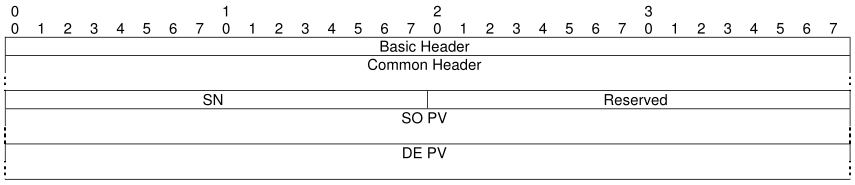 0 1 2 3
0 1 2 3 4 5 6 7 0 1 2 3 4 5 6 7 0 1 2 3 4 5 6 7 0 1 2 3 4 5 6 7
Basic Header
Common Header
SN Reserved
SO PV
DE PV